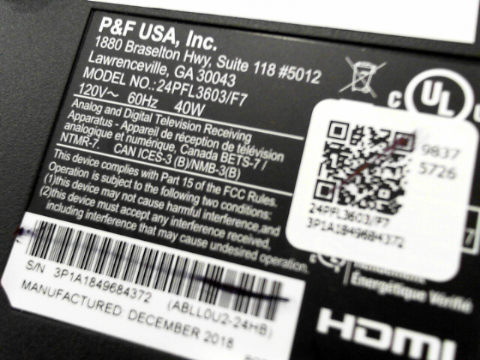 P&F USA, Inc.
1880 Braselton Hwy, Suite 118 #5012
Lawrenceville, GA 30043
MODEL NO.: 24PFL3603/F7
120V～ 60Hz 40W
Analog and Digital Television Receiving
Apparatus - Appareil de réception de télévision
analogique et numérique, Canada BETS-7 /
NTMR-7. CAN ICES-3 (B)/NMB-3(B)
This device complies with Part 15 of the FCC Rules.
Operation is subject to the following two conditions:
(1)this device may not cause harmful interference,and
(2)this device must accept any interference received,
including interference that may cause undesired operation.
S/N 3P1A1849684372 (ABLL0U2-24HB)
MANUFACTURED DECEMBER 2018
C UL
9837
5726
24PFL3603/F7
3P1A1849684372
Énergétique Vérifié
HDMI